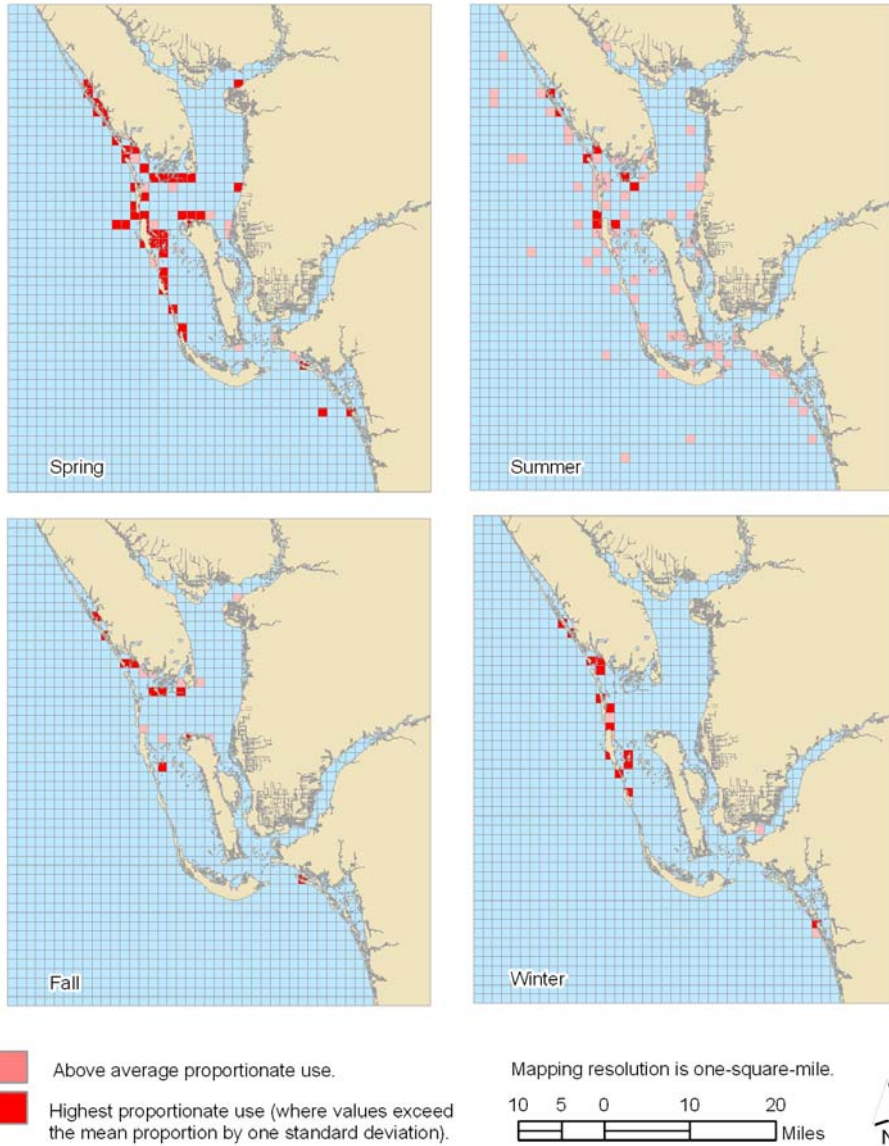 Spring
Summer
Fall
Winter
Above average proportionate use.
Highest proportionate use (where values exceed
the mean proportion by one standard deviation).
Mapping resolution is one-square-mile.
10 5 0 10 20
Miles
N